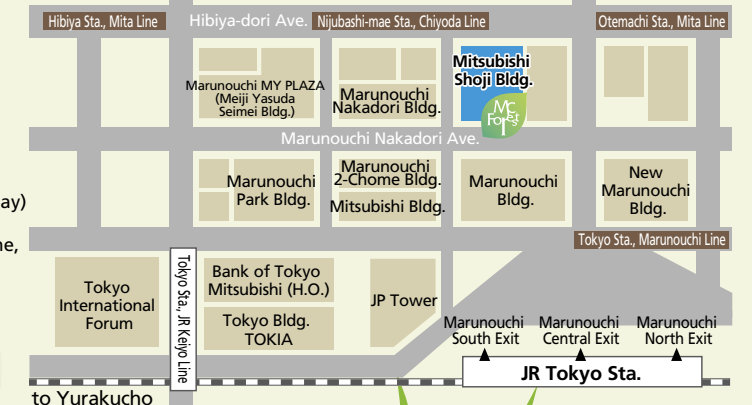 Hibiya Sta., Mita Line
Hibiya-dori Ave.
Nijubashi-mae Sta., Chiyoda Line
Otemachi Sta., Mita Line
Marunouchi MY PLAZA
(Meiji Yasuda
Seimei Bldg.)
Marunouchi
Nakadori Bldg.
Mitsubishi
Shoji Bldg.
MC
Forest
Marunouchi Nakadori Ave.
Marunouchi
Park Bldg.
Marunouchi
2-Chome Bldg.
Mitsubishi Bldg.
Marunouchi
Bldg.
New
Marunouchi
Bldg.
ay)
ne,
Tokyo Sta., Marunouchi Line
Tokyo
International
Forum
Tokyo Sta., JR Keiyo Line
Bank of Tokyo
Mitsubishi (H.O.)
Tokyo Bldg.
TOKIA
JP Tower
Marunouchi
South Exit
Marunouchi
Central Exit
Marunouchi
North Exit
JR Tokyo Sta.
to Yurakucho